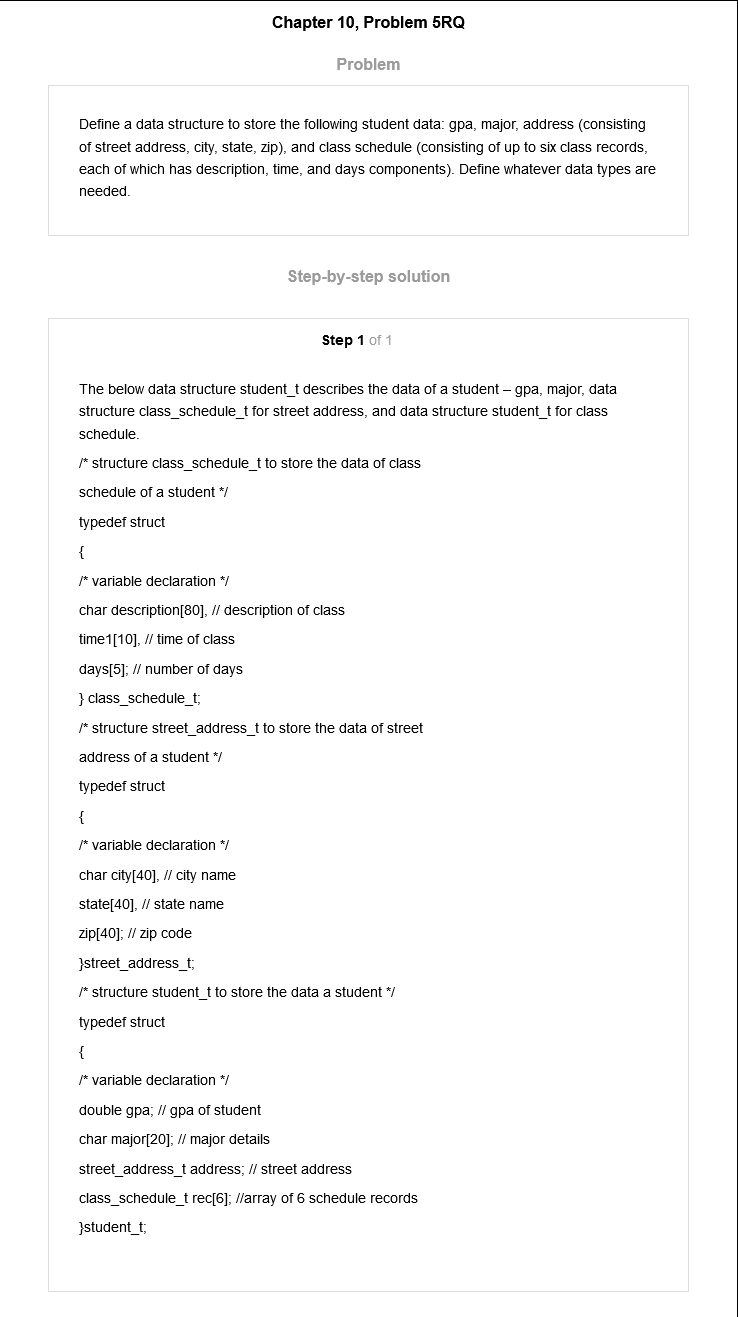 Chapter 10, Problem 5RQ
Problem
Define a data structure to store the following student data: gpa, major, address (consisting
of street address, city, state, zip), and class schedule (consisting of up to six class records,
each of which has description, time, and days components). Define whatever data types are
needed.
Step-by-step solution
Step 1 of 1
The below data structure student_t describes the data of a student – gpa, major, data
structure class_schedule_t for street address, and data structure student_t for class
schedule.
/* structure class_schedule_t to store the data of class
schedule of a student */
typedef struct
{
/* variable declaration */
char description[80], // description of class
time1[10], // time of class
days[5]; // number of days
} class_schedule_t;
/* structure street_address_t to store the data of street
address of a student */
typedef struct
{
/* variable declaration */
char city[40], // city name
state[40], // state name
zip[40]; // zip code
}street_address_t;
/* structure student_t to store the data a student */
typedef struct
{
/* variable declaration */
double gpa; // gpa of student
char major[20]; // major details
street_address_t address; // street address
class_schedule_t rec[6]; //array of 6 schedule records
}student_t;